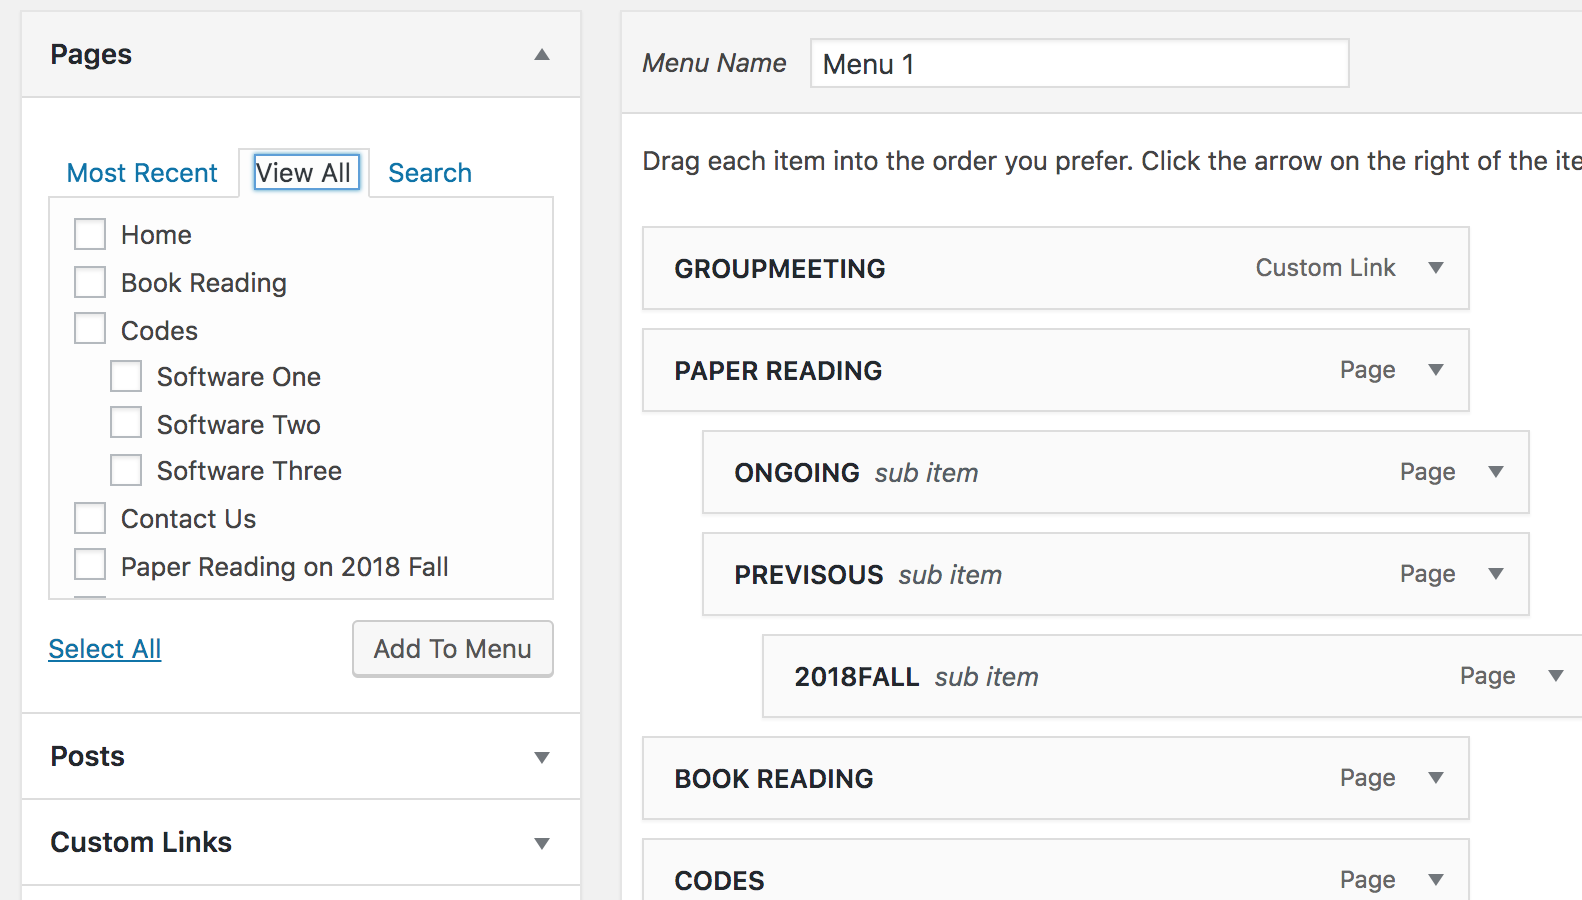 Pages
Most Recent
View All
Search
Home
Book Reading
Codes
Software One
Software Two
Software Three
Contact Us
Paper Reading on 2018 Fall
Select All
Add To Menu
Posts
Custom Links
Menu Name
Menu 1
Drag each item into the order you prefer. Click the arrow on the right of the ite
GROUPMEETING Custom Link
PAPER READING Page
ONGOING sub item Page
PREVISOUS sub item Page
2018FALL sub item Page
BOOK READING Page
CODES Page